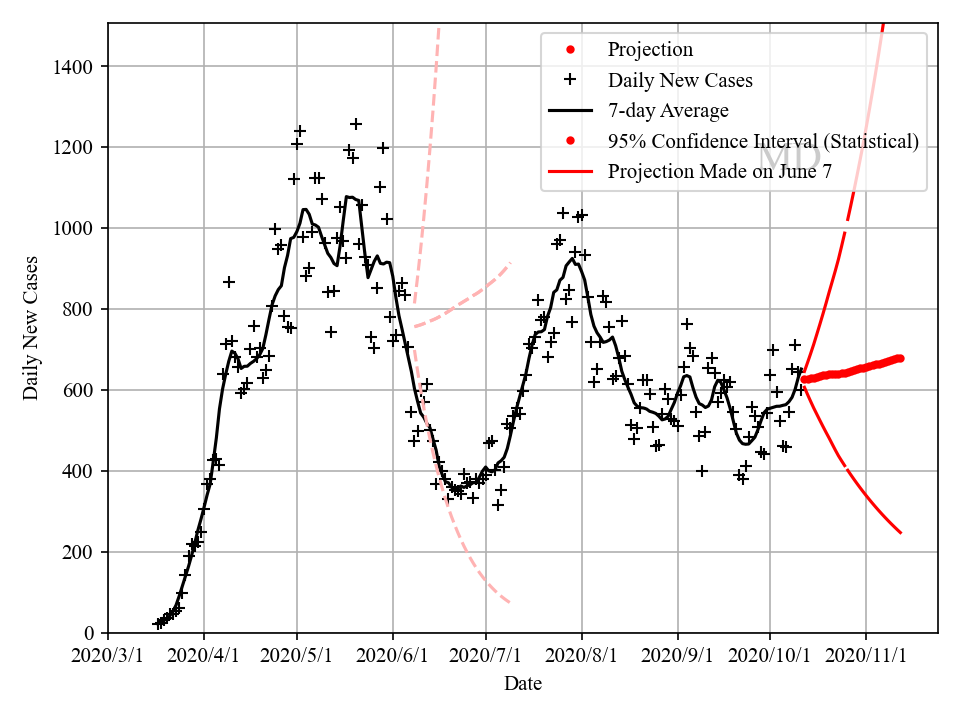 1400
1200
1000
800
600
400
200
0
Daily New Cases
Projection
Daily New Cases
7-day Average
95% Confidence Interval (Statistical)
Projection Made on June 7
MD
2020/3/1 2020/4/1 2020/5/1 2020/6/1 2020/7/1 2020/8/1 2020/9/1 2020/10/1 2020/11/1
Date